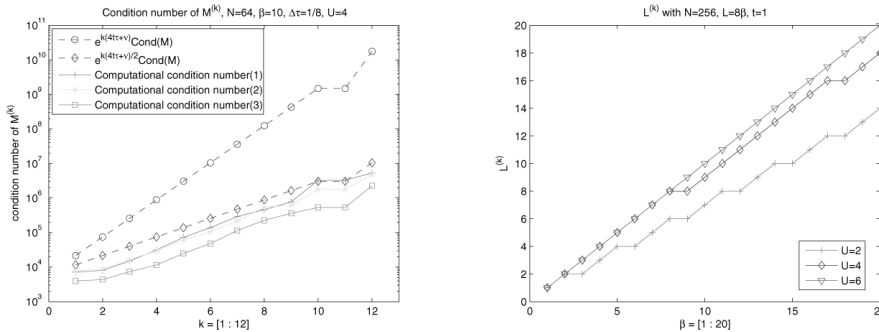 Condition number of M^(k), N=64, β=10, Δτ=1/8, U=4
10^11
10^10
10^9
10^8
10^7
10^6
10^5
10^4
10^3
condition number of M^(k)
e^k(4tτ+ν)Cond(M)
e^k(4tτ+ν)/2Cond(M)
Computational condition number(1)
Computational condition number(2)
Computational condition number(3)
0 2 4 6 8 10 12
k = [1 : 12]
L^(k) with N=256, L=8β, t=1
20
18
16
14
12
10
8
6
4
2
0
L^(k)
U=2
U=4
U=6
0 5 10 15 20
β = [1 : 20]